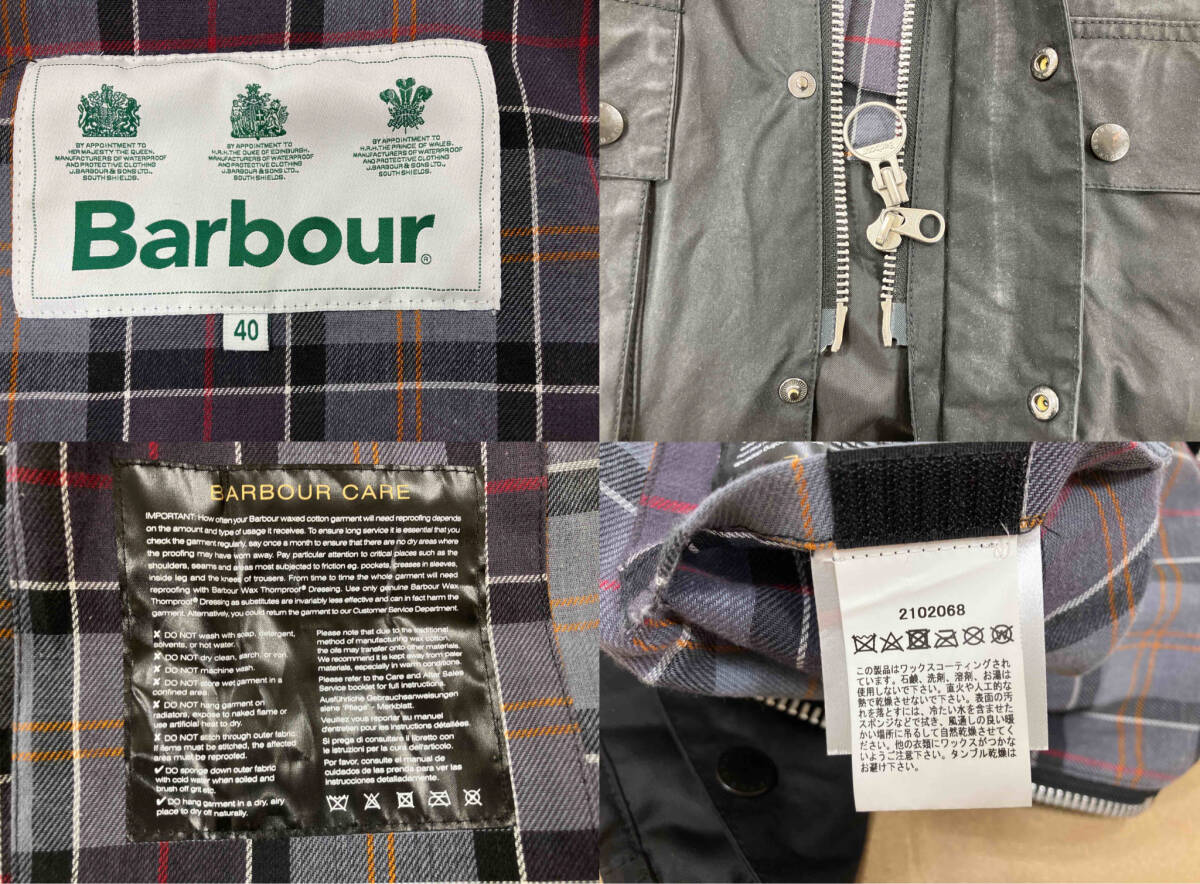 BY APPOINTMENT TO
HER MAJESTY THE QUEEN,
MANUFACTURERS OF WATERPROOF
AND PROTECTIVE CLOTHING
J.BARBOUR & SONS LTD.,
SOUTH SHIELDS.
BY APPOINTMENT TO
H.R.H. THE DUKE OF EDINBURGH,
MANUFACTURERS OF WATERPROOF
AND PROTECTIVE CLOTHING
J.BARBOUR & SONS LTD.,
SOUTH SHIELDS.
BY APPOINTMENT TO
H.R.H. THE PRINCE OF WALES,
MANUFACTURERS OF WATERPROOF
AND PROTECTIVE CLOTHING
J.BARBOUR & SONS LTD.,
SOUTH SHIELDS.
Barbour®
40
BARBOUR CARE
IMPORTANT: How often your Barbour waxed cotton garment will need reproofing depends
on the amount and type of usage it receives. To ensure long service it is essential that you
check the garment regularly, say once a month to ensure that there are no dry areas where
the proofing may have worn away. Pay particular attention to critical places such as the
shoulders, seams and areas most subjected to friction eg. pockets, creases in sleeves,
inside leg and the knees of trousers. From time to time the whole garment will need
reproofing with Barbour Wax Thornproof® Dressing. Use only genuine Barbour Wax
Thornproof® Dressing as substitutes are invariably less effective and can in fact harm the
garment. Alternatively, you could return the garment to our Customer Service Department.
✗ DO NOT wash with soap, detergent,
solvents, or hot water.
✗ DO NOT dry clean, starch, or iron.
✗ DO NOT machine wash.
✗ DO NOT store wet garment in a
confined area.
✗ DO NOT hang garment on
radiators, expose to naked flame or
use artificial heat to dry.
✗ DO NOT stitch through outer fabric
If items must be stitched, the affected
area must be reproofed.
✓ DO sponge down outer fabric
with cold water when soiled and
brush off grit etc.
✓ DO hang garment in a dry, airy
place to dry off naturally.
Please note that due to the traditional
method of manufacturing wax cotton,
the oils may transfer onto other materials.
We recommend it is kept away from paler
materials, especially in warm conditions.
Please refer to the Care and After Sales
Service booklet for full instructions.
Ausführliche Gebrauchsanweisungen
siehe 'Pflege' - Merkblatt.
Veuillez vous reporter au manuel
d'entretien pour les instructions détaillées.
Si prega di consultare il libretto con
le istruzioni per la cura dell'articolo.
Por favor, consulte el manual de
cuidados de las prenda para ver las
instrucciones detalladamente.
2102068
この製品はワックスコーティングされ
ています。石鹸、洗剤、溶剤、お湯は
使用しないで下さい。直火や人工的な
熱で乾燥させないで下さい。表面の汚
れを落とすには、冷たい水を含ませた
スポンジなどで拭き、風通しの良い暖
かい場所に吊るして自然乾燥させてく
ださい。他の衣類にワックスがつかな
いようご注意下さい。タンブル乾燥は
お避け下さい。